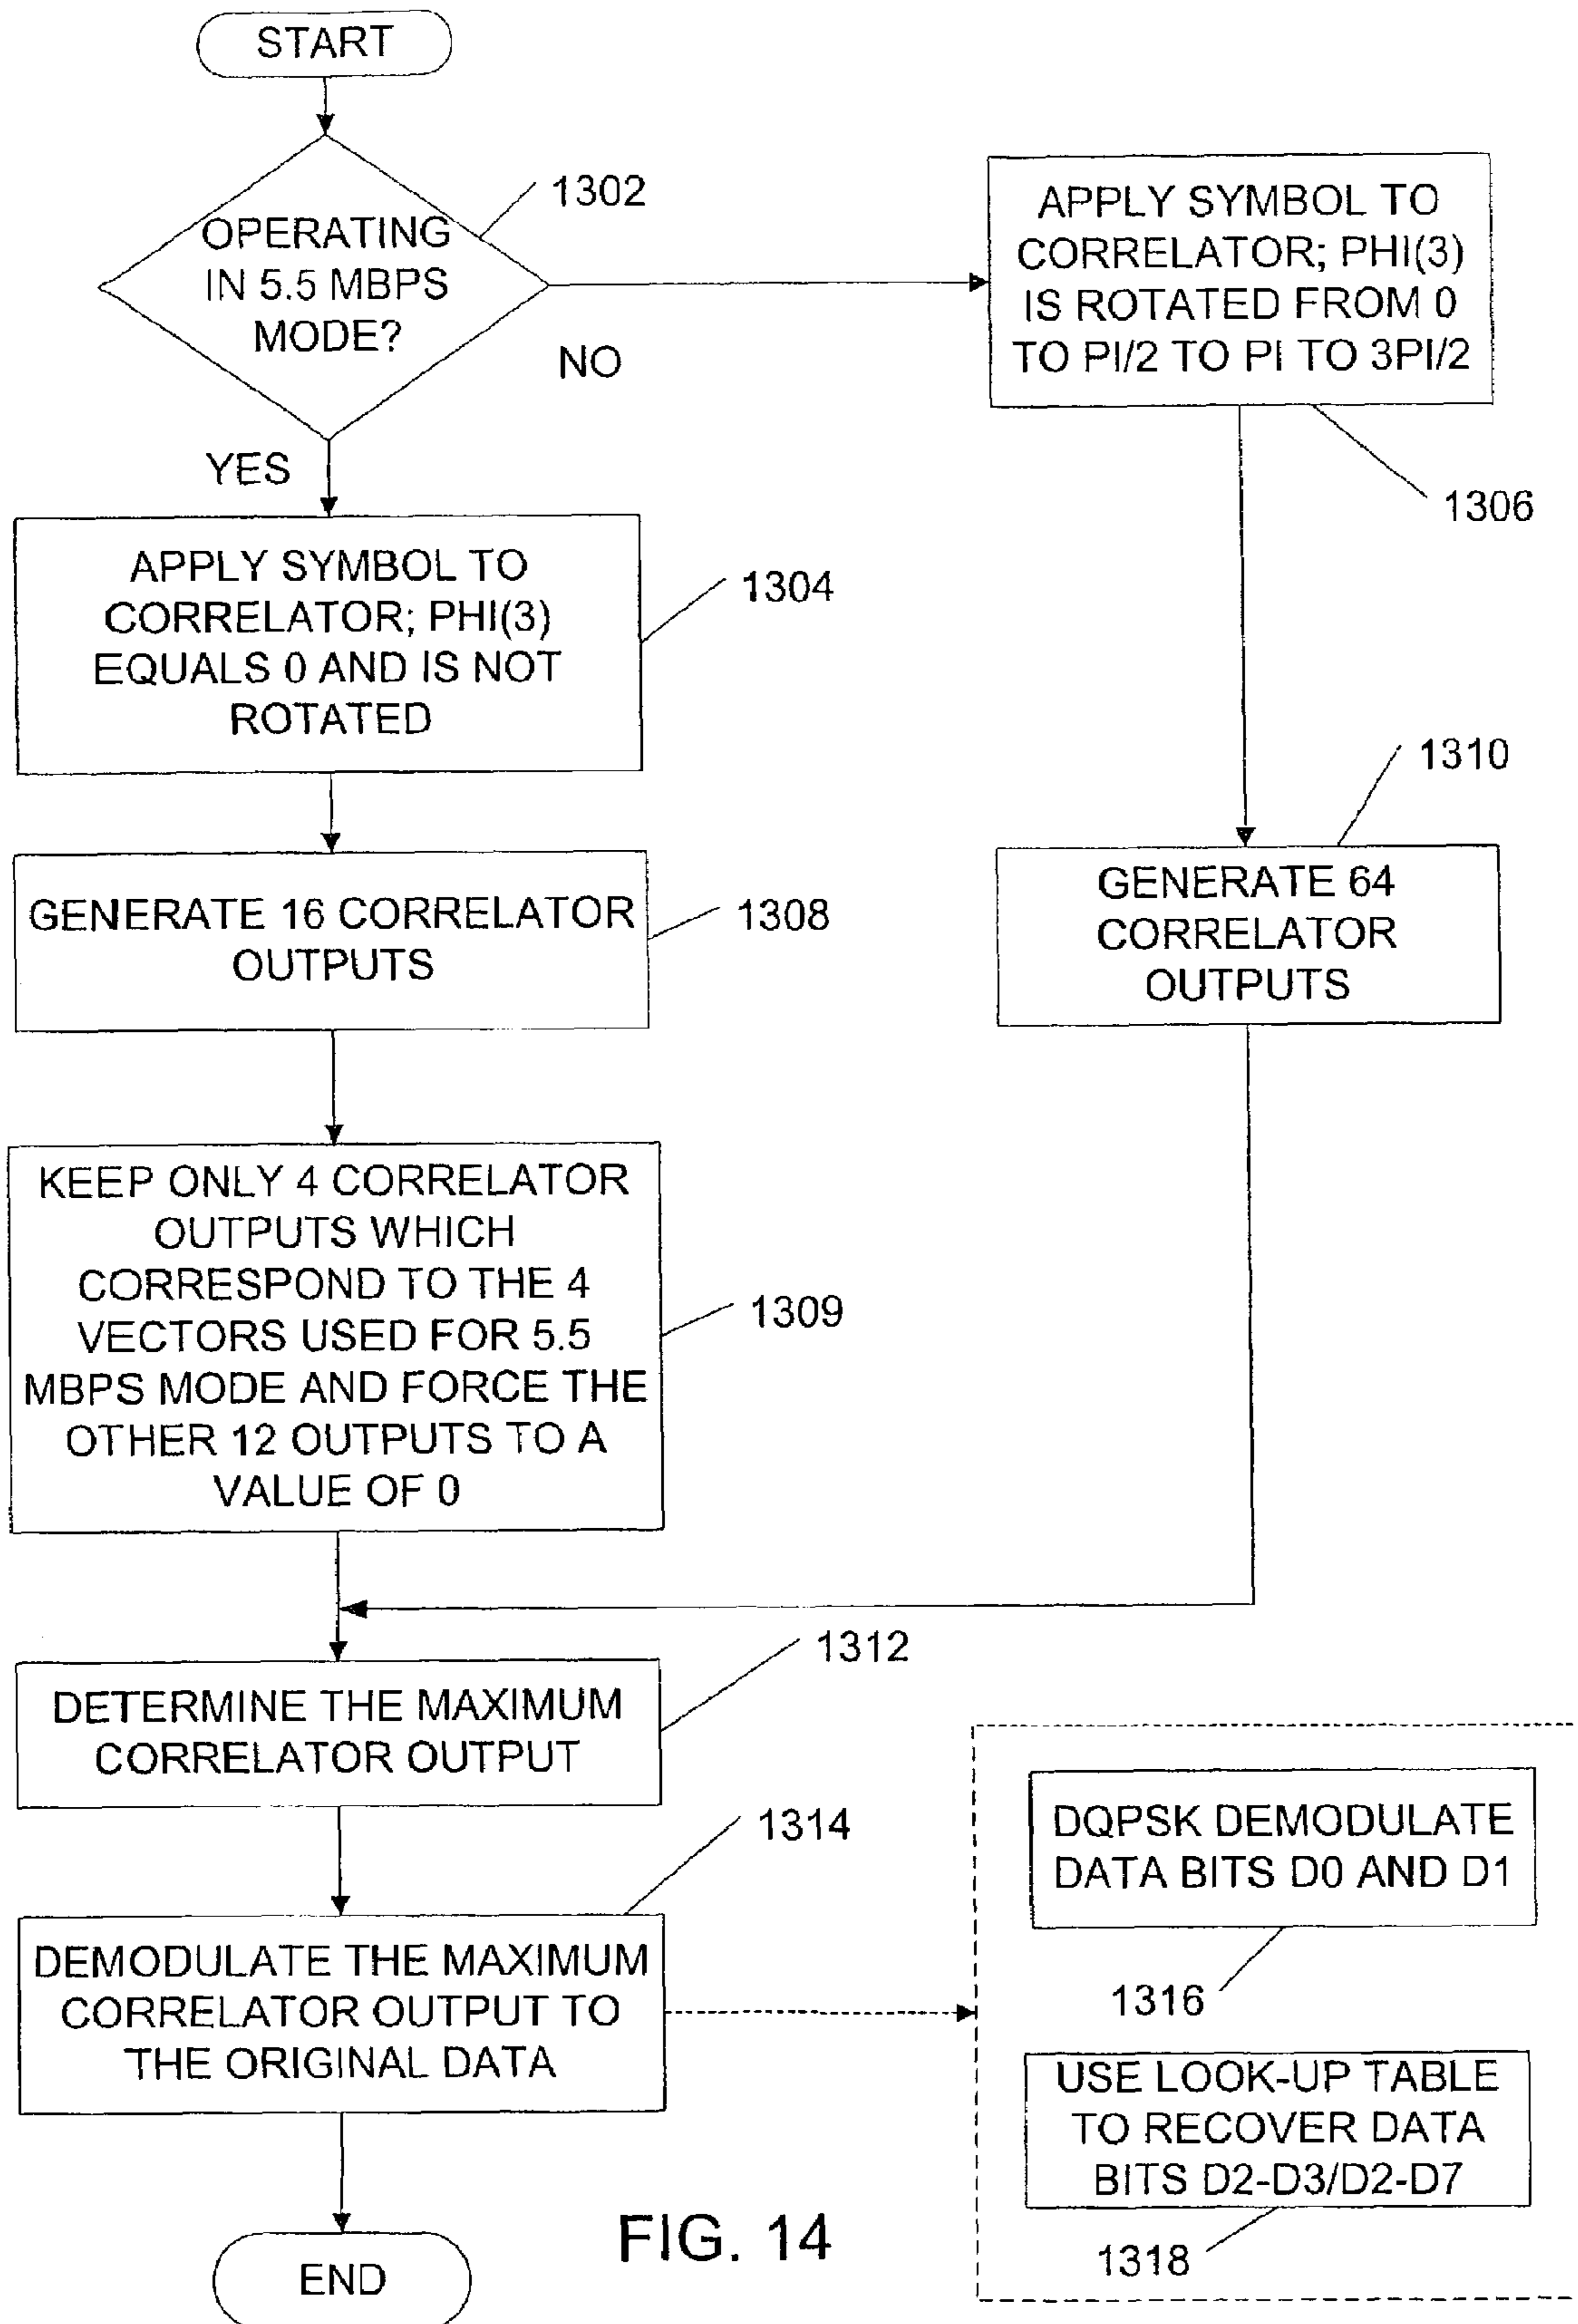 START
OPERATING
IN 5.5 MBPS
MODE?
1302
NO
YES
APPLY SYMBOL TO
CORRELATOR; PHI(3)
IS ROTATED FROM 0
TO PI/2 TO PI TO 3PI/2
1306
APPLY SYMBOL TO
CORRELATOR; PHI(3)
EQUALS 0 AND IS NOT
ROTATED
1304
1310
GENERATE 16 CORRELATOR
OUTPUTS
1308
GENERATE 64
CORRELATOR
OUTPUTS
KEEP ONLY 4 CORRELATOR
OUTPUTS WHICH
CORRESPOND TO THE 4
VECTORS USED FOR 5.5
MBPS MODE AND FORCE THE
OTHER 12 OUTPUTS TO A
VALUE OF 0
1309
1312
DETERMINE THE MAXIMUM
CORRELATOR OUTPUT
1314
DEMODULATE THE MAXIMUM
CORRELATOR OUTPUT TO
THE ORIGINAL DATA
DQPSK DEMODULATE
DATA BITS D0 AND D1
1316
USE LOOK-UP TABLE
TO RECOVER DATA
BITS D2-D3/D2-D7
1318
END
FIG. 14